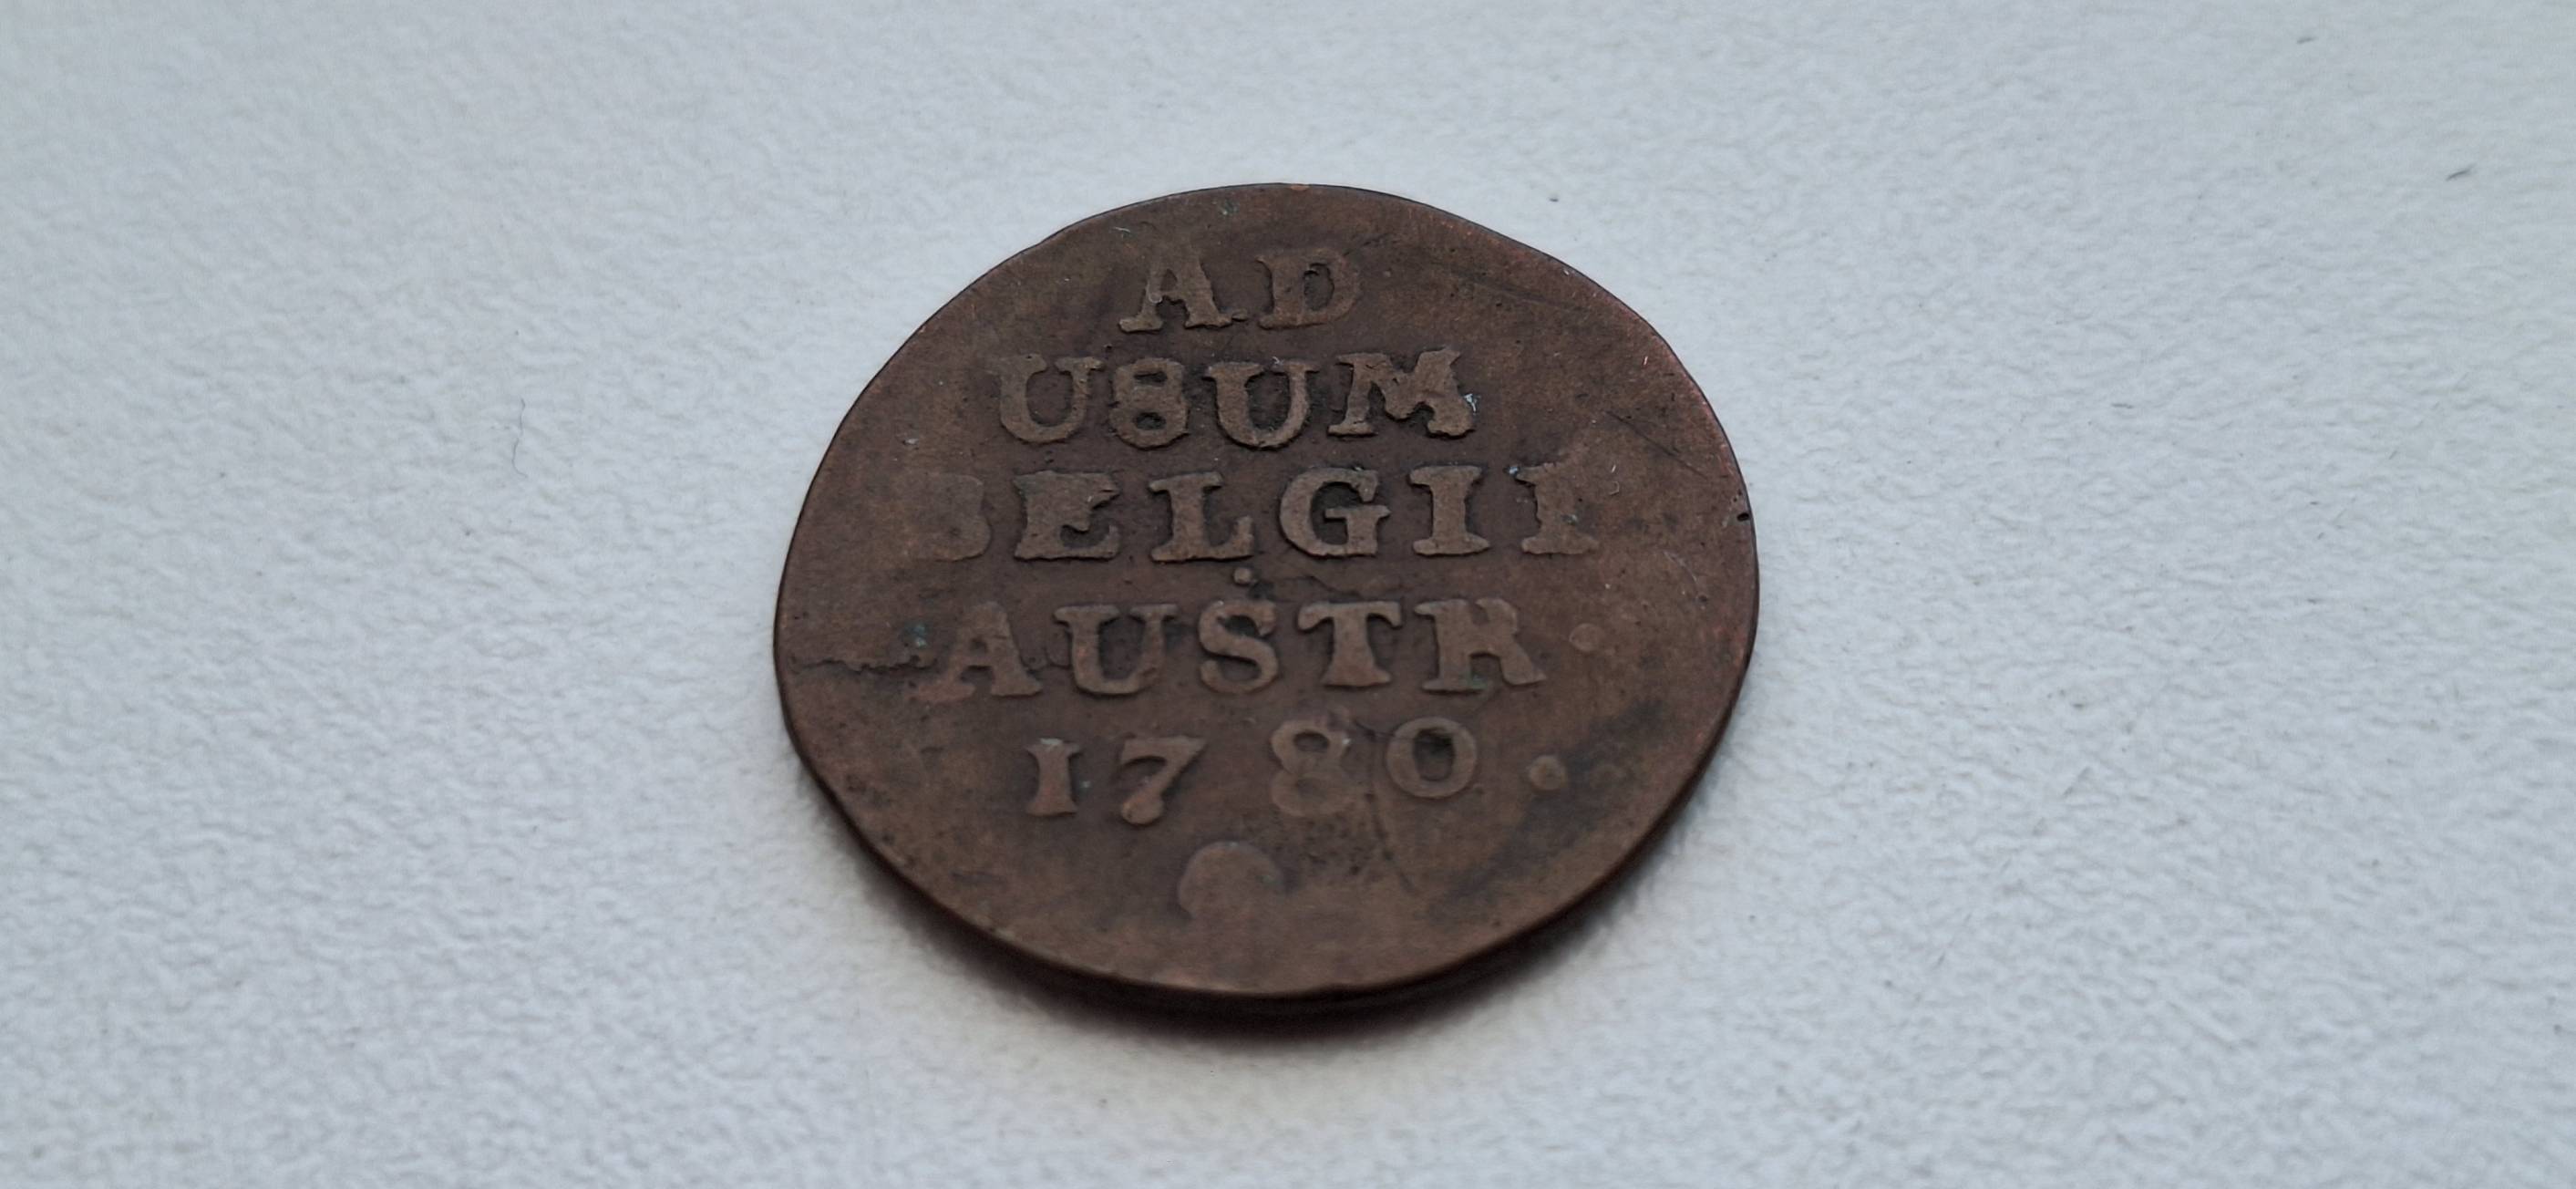 AD
USUM
BELGII
AUSTR.
1780.